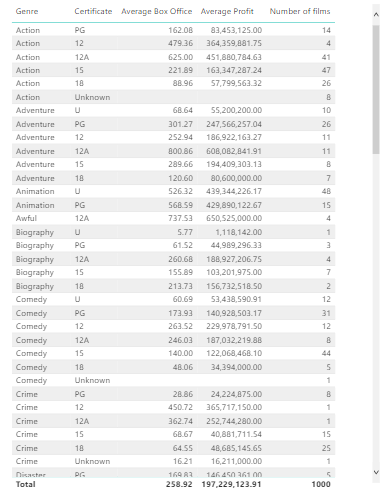 Genre Certificate Average Box Office Average Profit Number of films
Action PG 162.08 83,453,125.00 14
Action 12 479.36 364,359,881.75 4
Action 12A 625.00 451,880,784.63 41
Action 15 221.89 163,347,287.24 47
Action 18 88.96 57,799,563.32 26
Action Unknown 8
Adventure U 68.64 55,200,200.00 10
Adventure PG 301.27 247,566,257.04 26
Adventure 12 252.94 186,922,163.27 11
Adventure 12A 800.86 608,082,841.91 11
Adventure 15 289.66 194,409,303.13 8
Adventure 18 120.60 80,600,000.00 7
Animation U 526.32 439,344,226.17 48
Animation PG 568.59 429,890,122.67 15
Awful 12A 737.53 650,525,000.00 4
Biography U 5.77 1,118,142.00 1
Biography PG 61.52 44,989,296.33 3
Biography 12A 260.68 188,927,206.75 4
Biography 15 155.89 103,201,975.00 7
Biography 18 213.73 156,732,518.50 2
Comedy U 60.69 53,438,590.91 12
Comedy PG 173.93 140,928,503.17 31
Comedy 12 263.52 229,978,791.50 12
Comedy 12A 246.03 187,032,219.88 8
Comedy 15 140.00 122,068,468.10 44
Comedy 18 48.06 34,394,000.00 5
Comedy Unknown 1
Crime PG 28.86 24,224,875.00 8
Crime 12 450.72 365,717,150.00 1
Crime 12A 362.74 252,744,280.00 1
Crime 15 68.67 40,881,711.54 15
Crime 18 64.55 48,685,145.65 25
Crime Unknown 16.21 16,211,000.00 1
Disaster PG 169.83 146,450,361.00 5
Total 258.92 197,229,123.91 1000